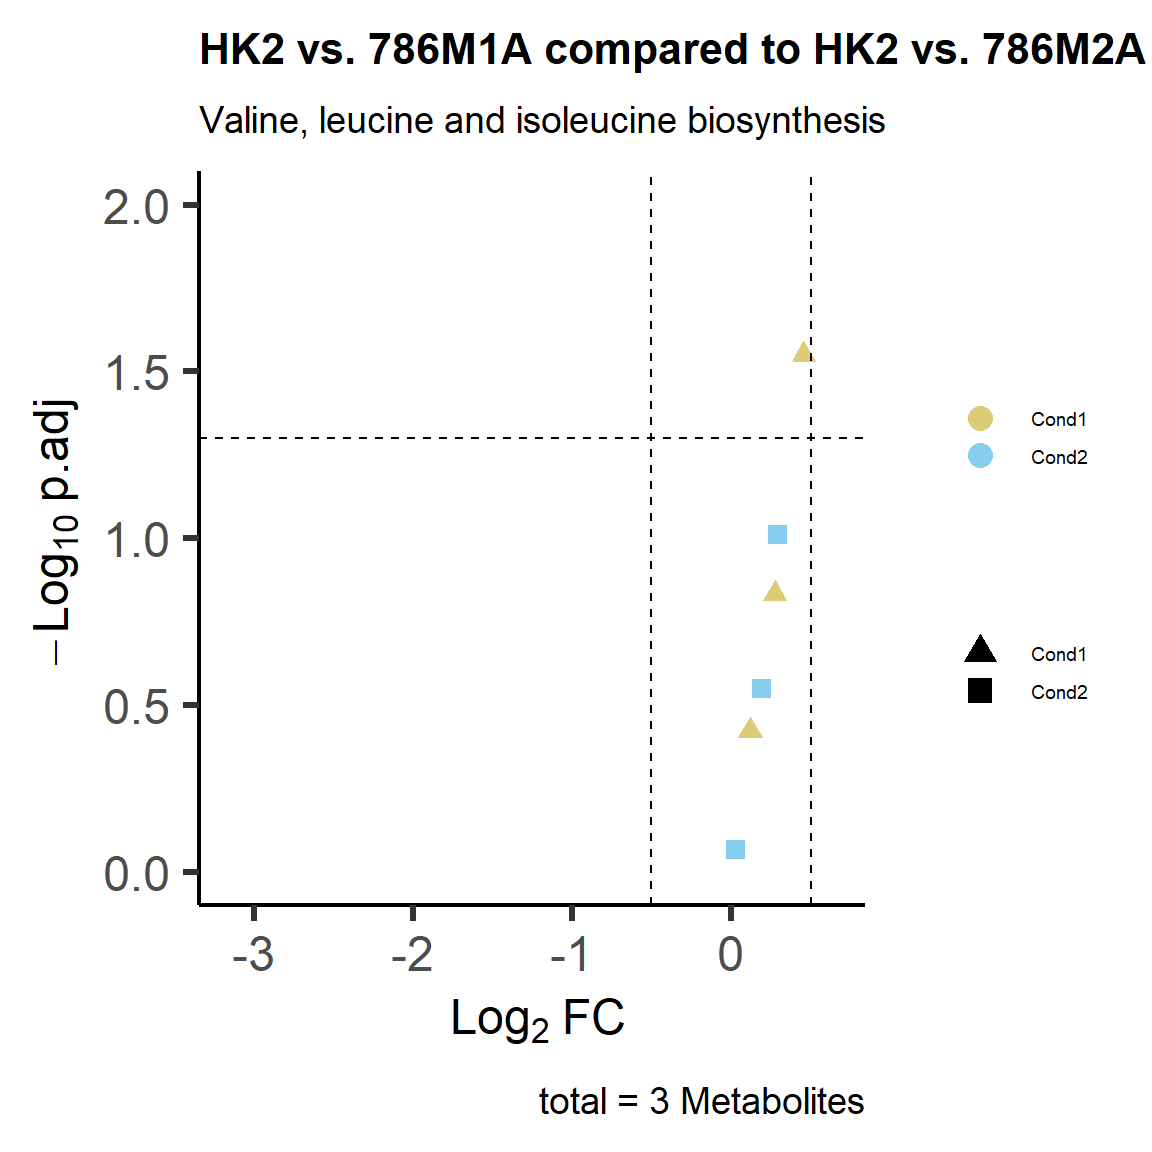 HK2 vs. 786M1A compared to HK2 vs. 786M2A
Valine, leucine and isoleucine biosynthesis
2.0
1.5
1.0
0.5
0.0
−Log10 p.adj
-3 -2 -1 0
Log2 FC
Cond1
Cond2
Cond1
Cond2
total = 3 Metabolites